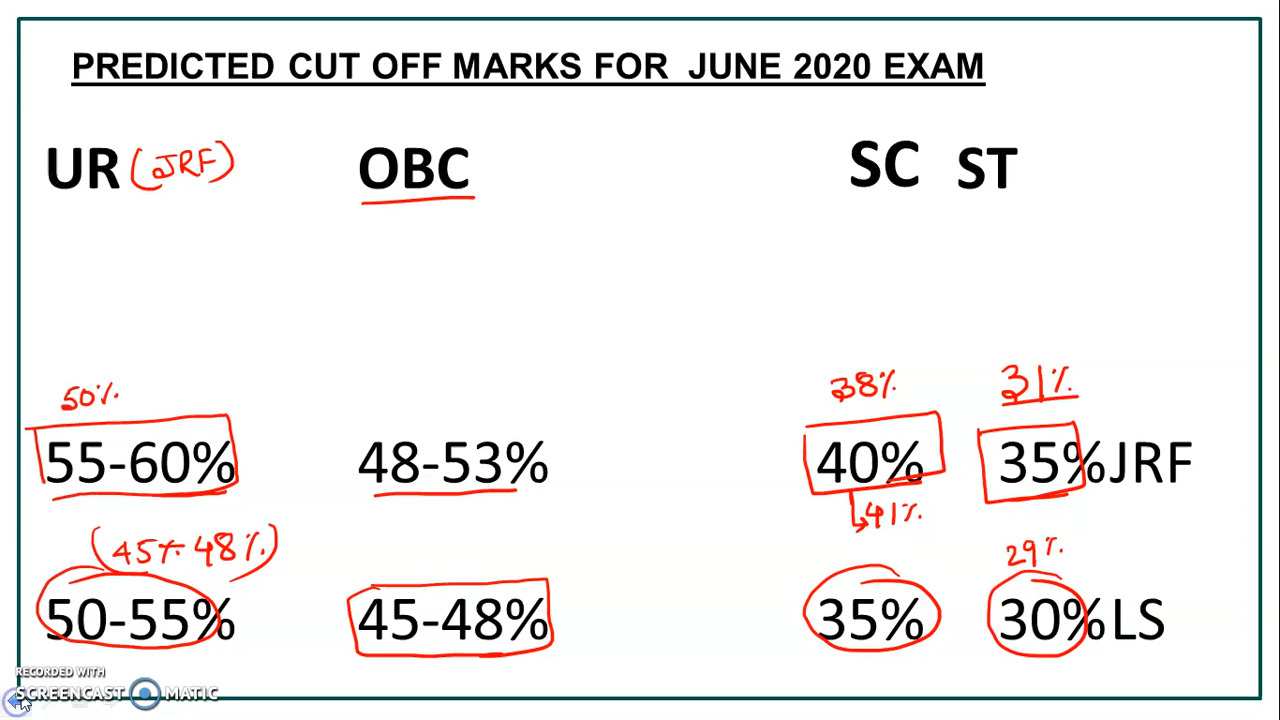 PREDICTED CUT OFF MARKS FOR JUNE 2020 EXAM
UR (JRF) OBC SC ST
50% 38% 31%
55-60% 48-53% 40% 35% JRF
41%
(45% 48%) 29%
50-55% 45-48% 35% 30% LS
RECORDED WITH
SCREENCAST MATIC